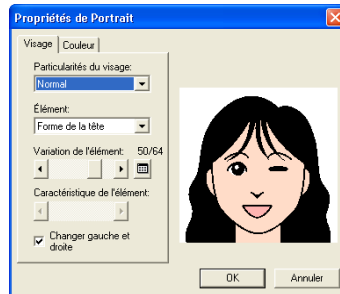 Propriétés de Portrait
Visage
Couleur
Particularités du visage:
Normal
Élément:
Forme de la tête
Variation de l'élément: 50/64
Caractéristique de l'élément:
Changer gauche et
droite
OK
Annuler